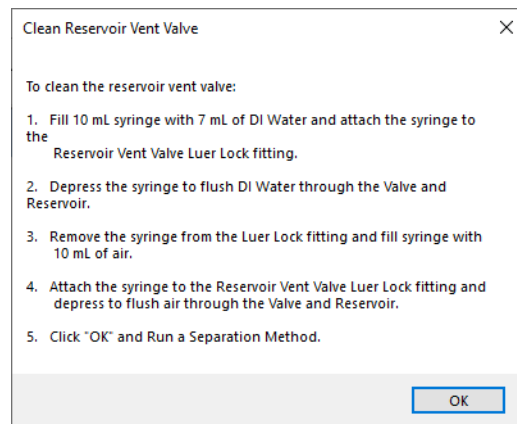 Clean Reservoir Vent Valve
To clean the reservoir vent valve:
1. Fill 10 mL syringe with 7 mL of DI Water and attach the syringe to
the
Reservoir Vent Valve Luer Lock fitting.
2. Depress the syringe to flush DI Water through the Valve and
Reservoir.
3. Remove the syringe from the Luer Lock fitting and fill syringe with
10 mL of air.
4. Attach the syringe to the Reservoir Vent Valve Luer Lock fitting and
depress to flush air through the Valve and Reservoir.
5. Click "OK" and Run a Separation Method.
OK